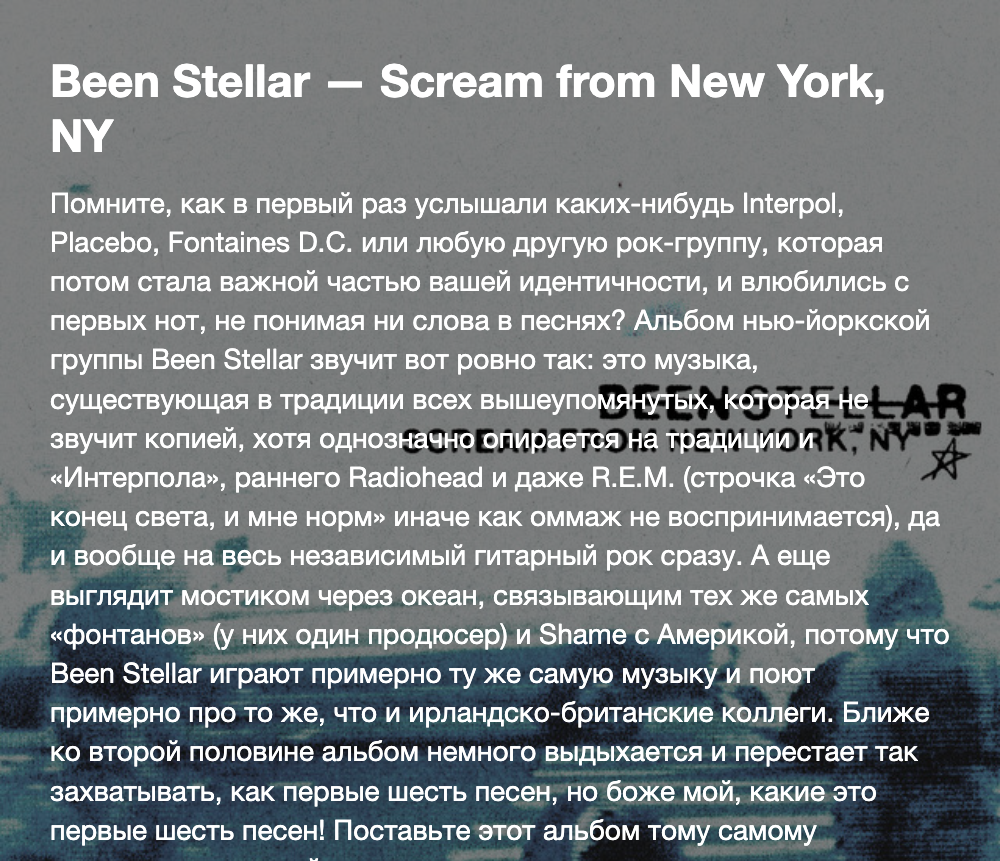 Been Stellar — Scream from New York,
NY
Помните, как в первый раз услышали каких-нибудь Interpol,
Placebo, Fontaines D.C. или любую другую рок-группу, которая
потом стала важной частью вашей идентичности, и влюбились с
первых нот, не понимая ни слова в песнях? Альбом нью-йоркской
группы Been Stellar звучит вот ровно так: это музыка,
существующая в традиции всех вышеупомянутых, которая не
звучит копией, хотя однозначно опирается на традиции и
«Интерпола», раннего Radiohead и даже R.E.M. (строчка «Это
конец света, и мне норм» иначе как оммаж не воспринимается), да
и вообще на весь независимый гитарный рок сразу. А еще
выглядит мостиком через океан, связывающим тех же самых
«фонтанов» (у них один продюсер) и Shame с Америкой, потому что
Been Stellar играют примерно ту же самую музыку и поют
примерно про то же, что и ирландско-британские коллеги. Ближе
ко второй половине альбом немного выдыхается и перестает так
захватывать, как первые шесть песен, но боже мой, какие это
первые шесть песен! Поставьте этот альбом тому самому
BEEN STELLAR
SCREAM FROM NEW YORK, NY